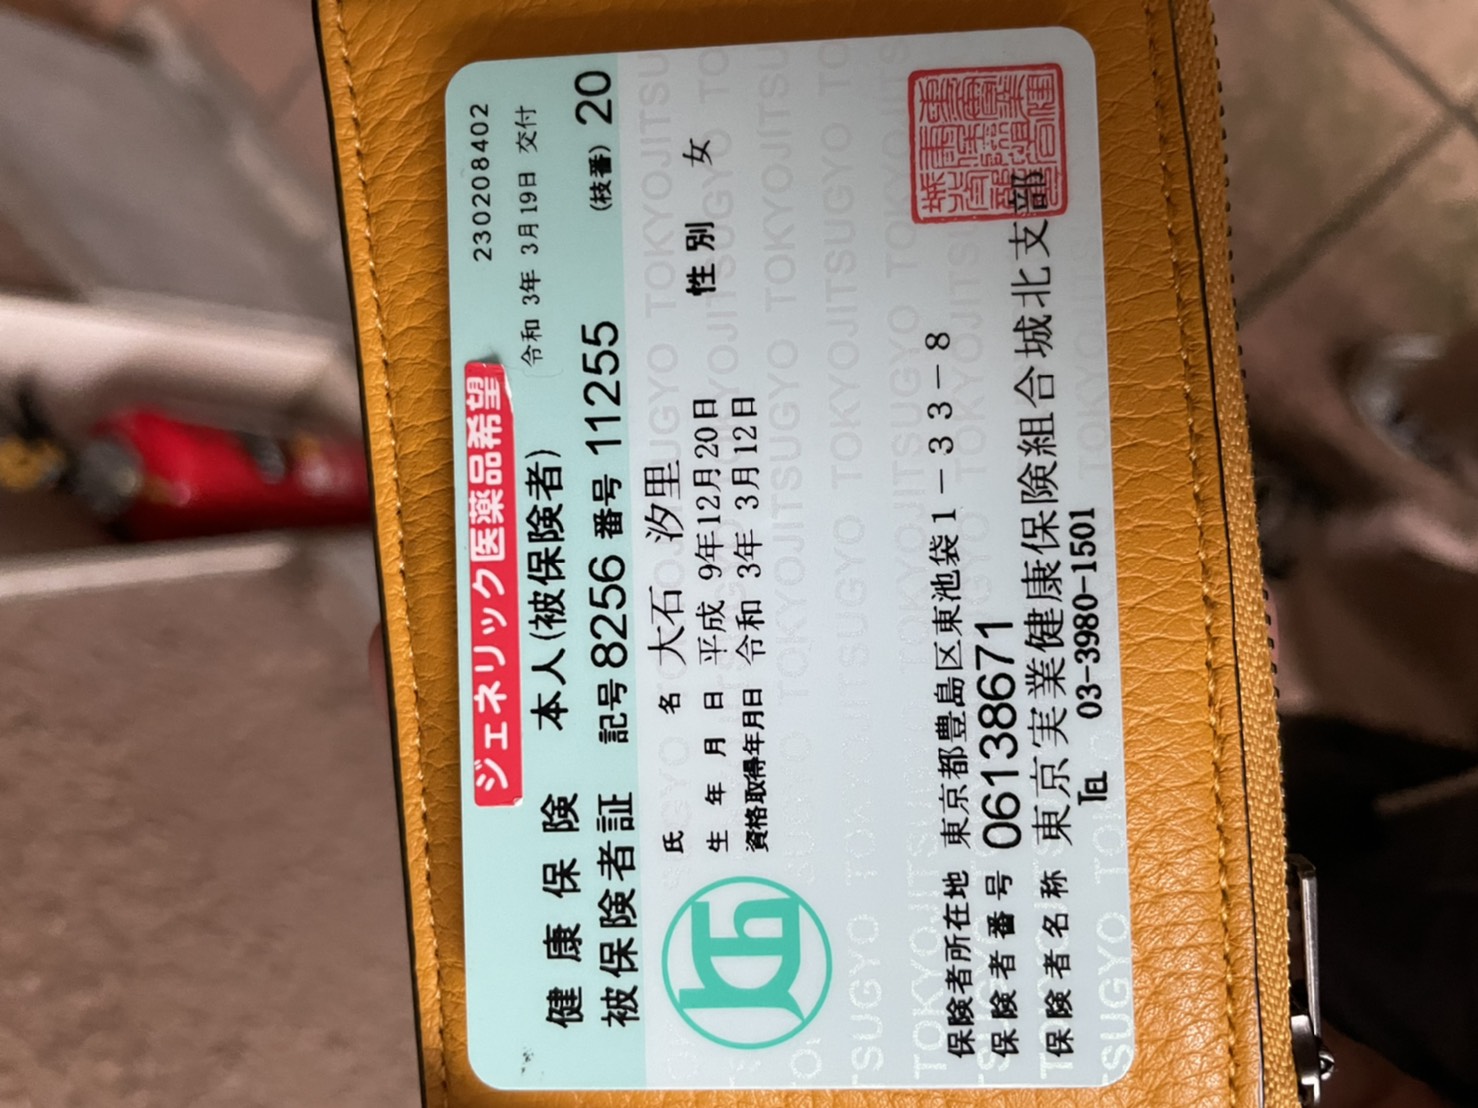 230208402
ジェネリック医薬品希望
令和 3年 3月19日 交付
健康保険 本人(被保険者)
被保険者証 記号 8256 番号 11255 (枝番) 20
氏名 大石 汐里 性別 女
生年月日 平成 9年12月20日
資格取得年月日 令和 3年 3月12日
保険者所在地 東京都豊島区東池袋1-33-8
保険者番号 06138671
保険者名称 東京実業健康保険組合城北支部
TEL 03-3980-1501
TOKYOJITSUGYO